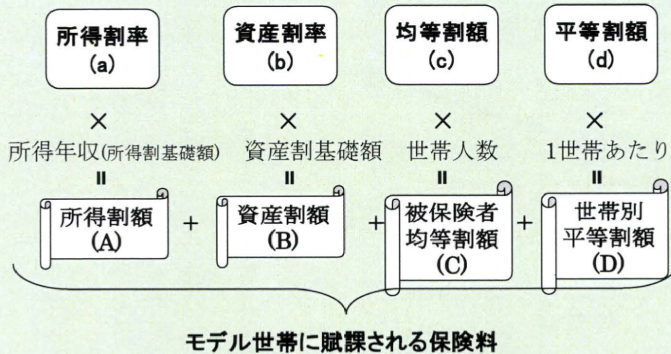 所得割率 資産割率 均等割額 平等割額
(a) (b) (c) (d)
× × × ×
所得年収(所得割基礎額) 資産割基礎額 世帯人数 1世帯あたり
= = = =
所得割額 + 資産割額 + 被保険者 + 世帯別
均等割額 平等割額
(A) (B) (C) (D)
モデル世帯に賦課される保険料